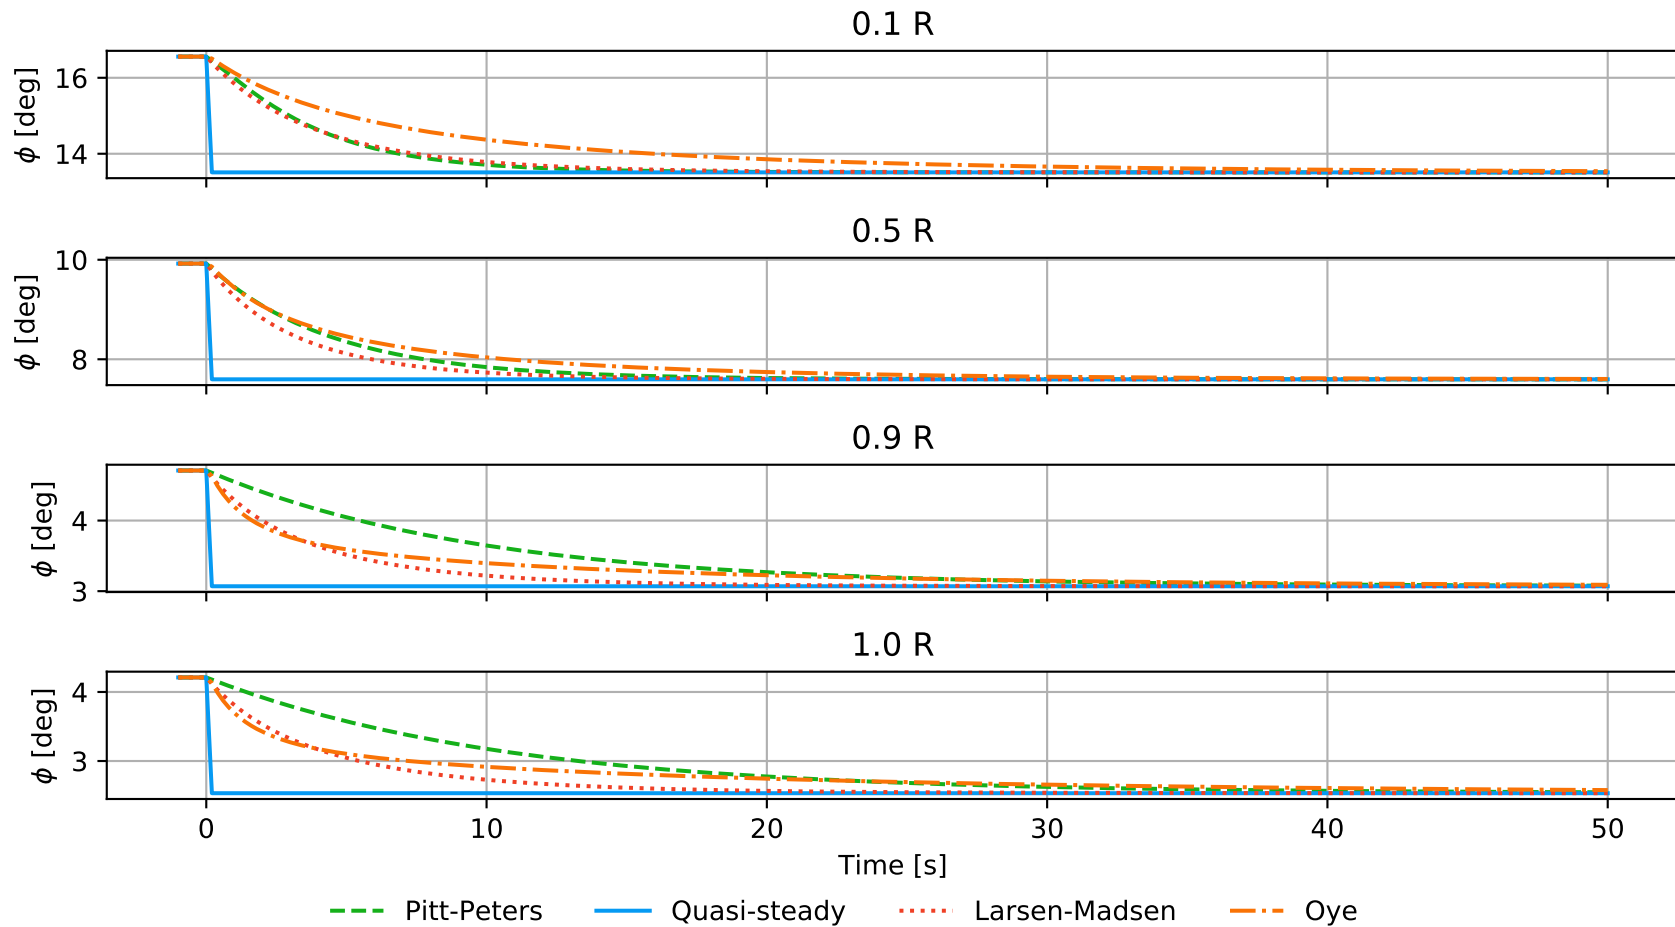 0.1 R
ϕ [deg]
16
14
0.5 R
ϕ [deg]
10
8
0.9 R
ϕ [deg]
4
3
1.0 R
ϕ [deg]
4
3
0 10 20 30 40 50
Time [s]
Pitt-Peters Quasi-steady Larsen-Madsen Oye